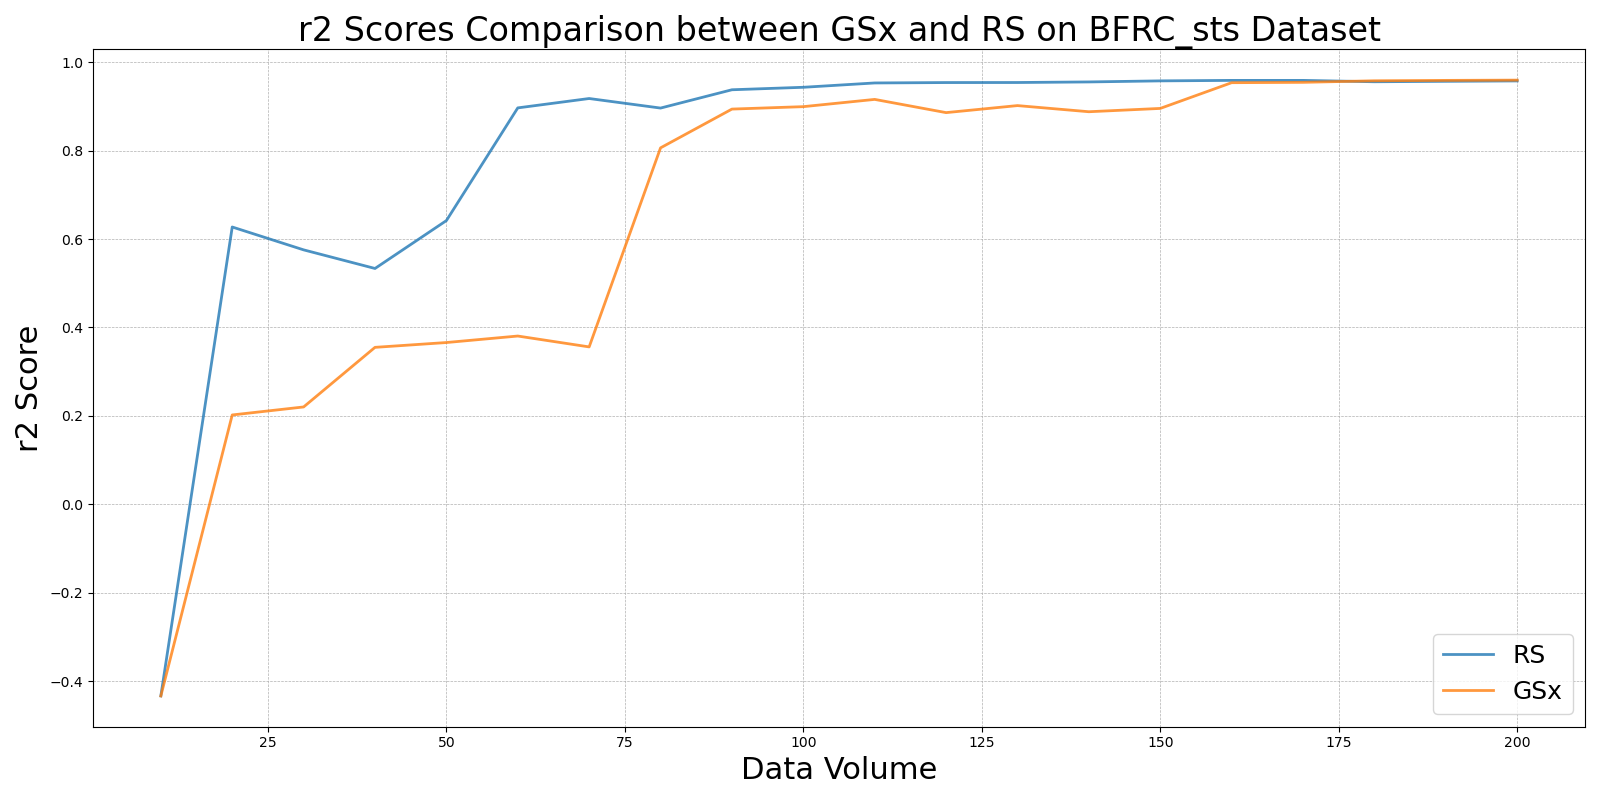 r2 Scores Comparison between GSx and RS on BFRC_sts Dataset
r2 Score
1.0
0.8
0.6
0.4
0.2
0.0
−0.2
−0.4
25 50 75 100 125 150 175 200
Data Volume
RS
GSx